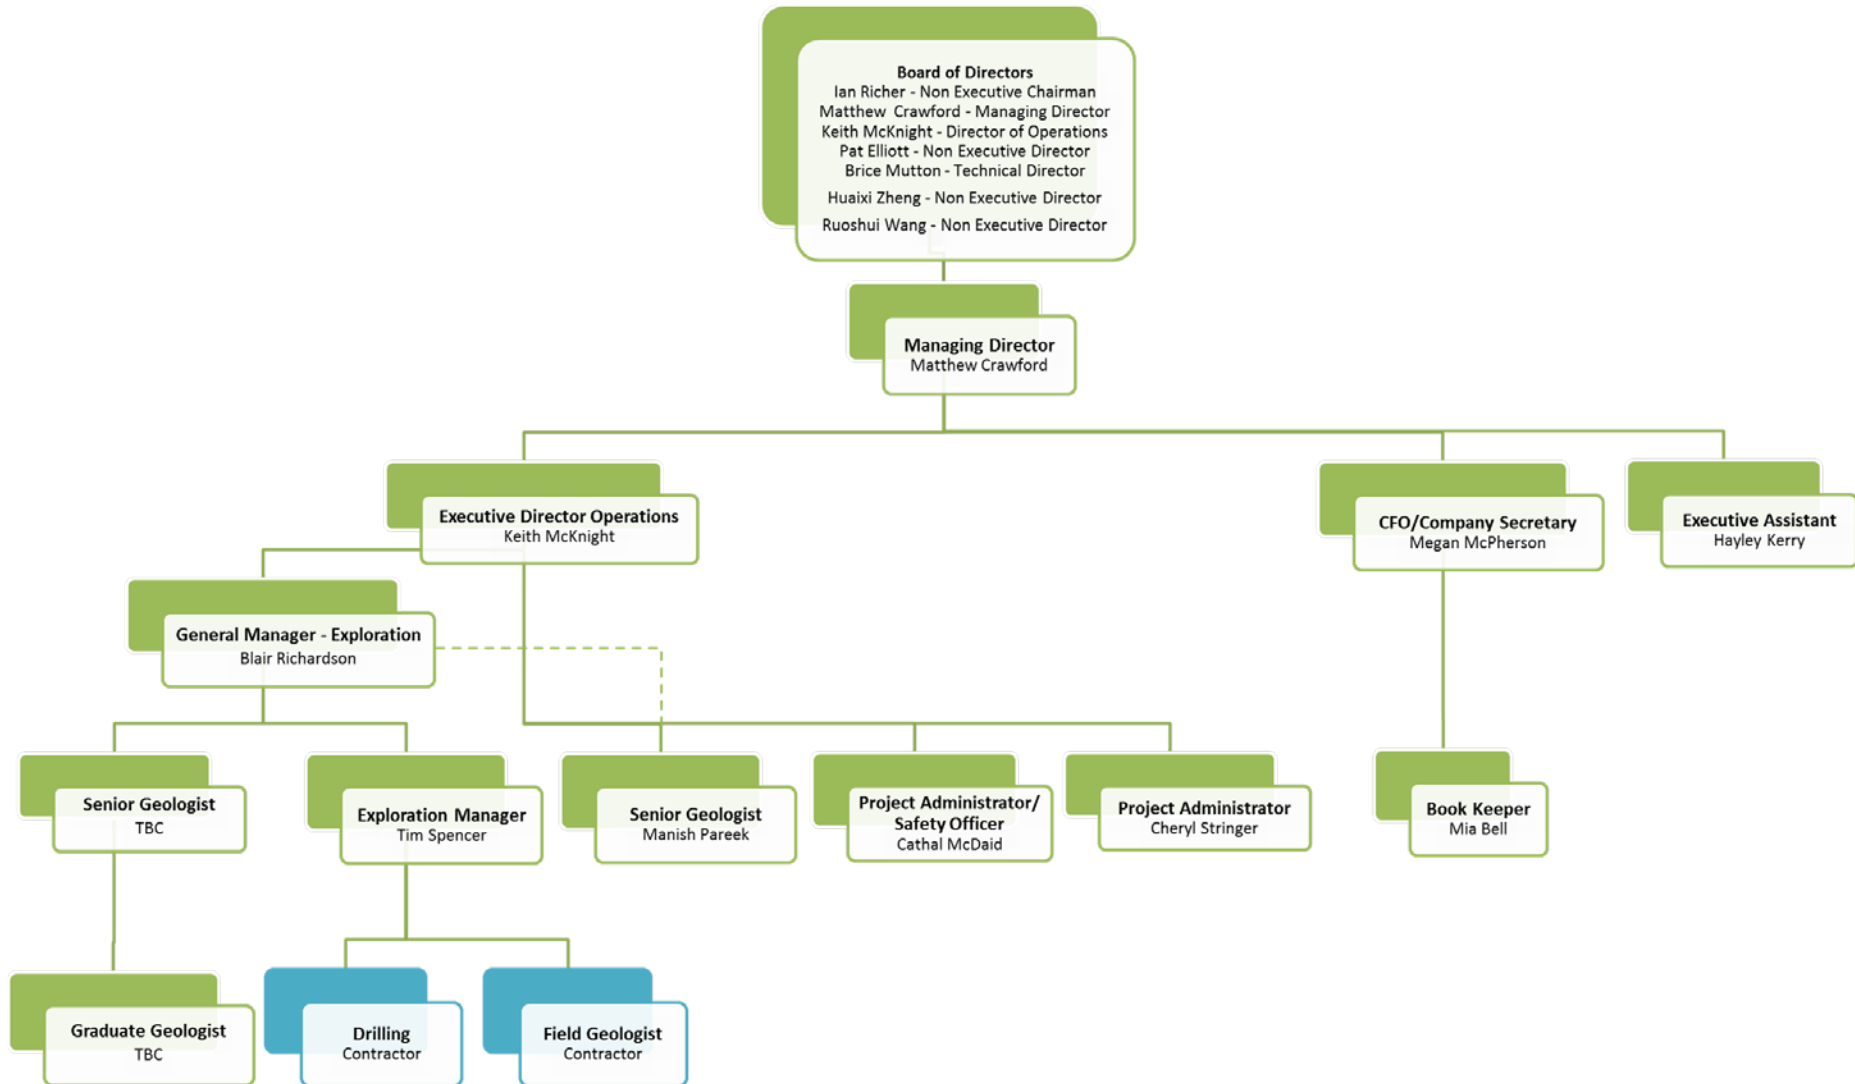 Board of Directors
Ian Richer - Non Executive Chairman
Matthew Crawford - Managing Director
Keith McKnight - Director of Operations
Pat Elliott - Non Executive Director
Brice Mutton - Technical Director
Huaixi Zheng - Non Executive Director
Ruoshui Wang - Non Executive Director
Managing Director
Matthew Crawford
Executive Director Operations
Keith McKnight
CFO/Company Secretary
Megan McPherson
Executive Assistant
Hayley Kerry
General Manager - Exploration
Blair Richardson
Senior Geologist
TBC
Exploration Manager
Tim Spencer
Senior Geologist
Manish Pareek
Project Administrator/
Safety Officer
Cathal McDaid
Project Administrator
Cheryl Stringer
Book Keeper
Mia Bell
Graduate Geologist
TBC
Drilling
Contractor
Field Geologist
Contractor